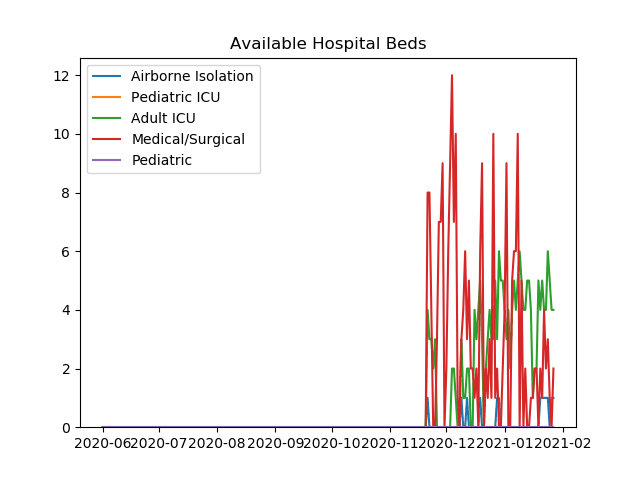 Available Hospital Beds
12
10
8
6
4
2
0
Airborne Isolation
Pediatric ICU
Adult ICU
Medical/Surgical
Pediatric
2020-06 2020-07 2020-08 2020-09 2020-10 2020-11 2020-12 2021-01 2021-02